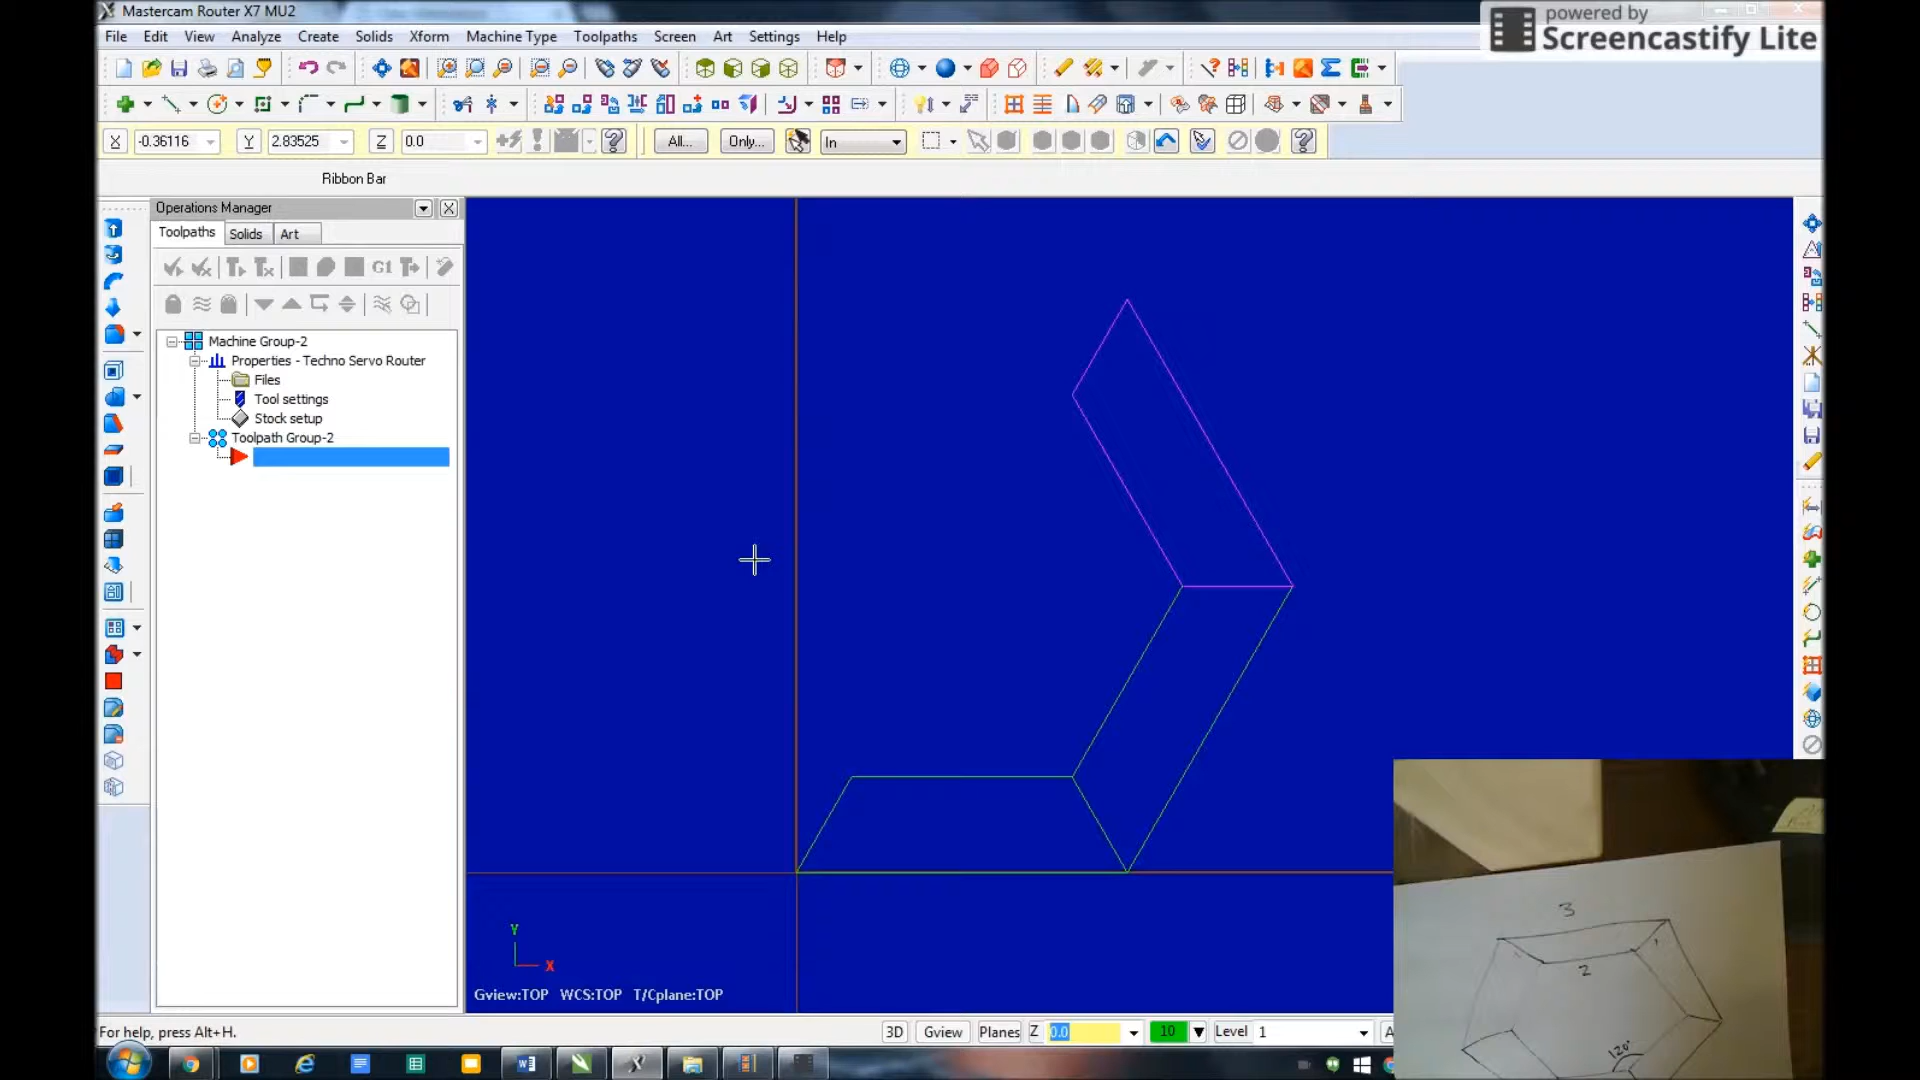 Mastercam Router X7 MU2
powered by
Screencastify Lite
File Edit View Analyze Create Solids Xform Machine Type Toolpaths Screen Art Settings Help
X -0.36116 Y 2.83525 Z 0.0 All... Only... In
Ribbon Bar
Operations Manager
Toolpaths Solids Art
G1
Machine Group-2
Properties - Techno Servo Router
Files
Tool settings
Stock setup
Toolpath Group-2
Y
X
Gview:TOP WCS:TOP T/Cplane:TOP
3
1
2
120°
For help, press Alt+H.
3D Gview Planes Z 0.0 10 Level 1 A